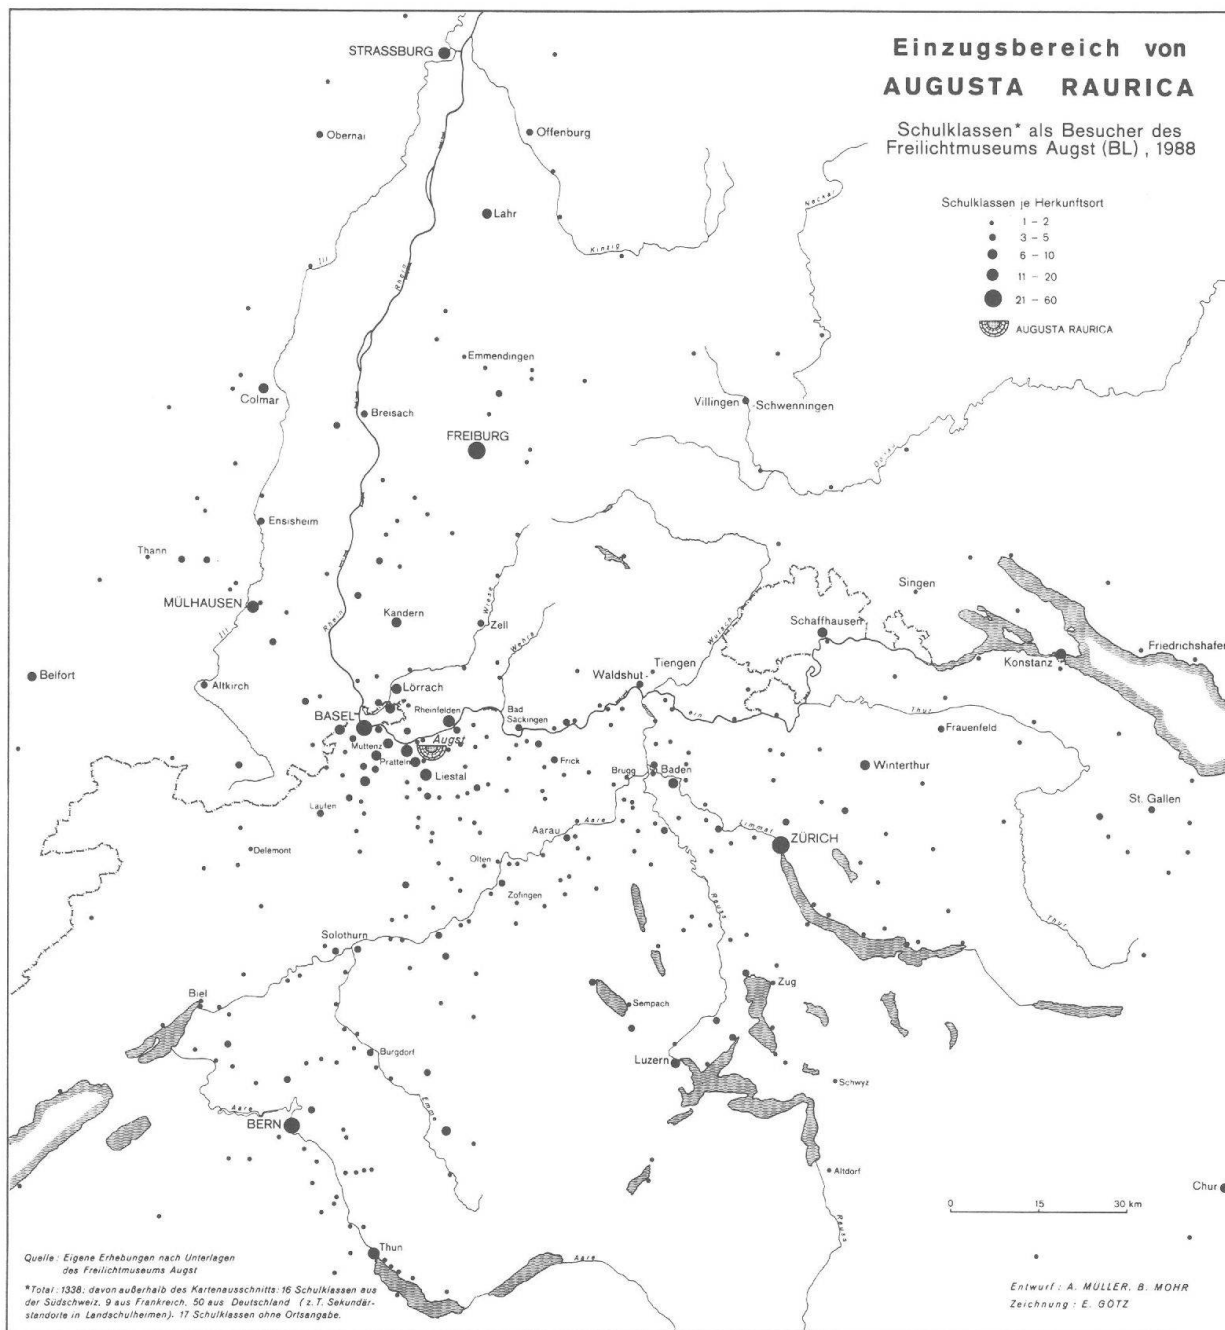 Einzugsbereich von
AUGUSTA RAURICA
Schulklassen* als Besucher des
Freilichtmuseums Augst (BL), 1988
Schulklassen je Herkunftsort
1 – 2
3 – 5
6 – 10
11 – 20
21 – 60
AUGUSTA RAURICA
STRASSBURG
Obernai
Offenburg
Neckar
Lahr
Kinzig
Ill
Rhein
Emmendingen
Colmar
Breisach
Villingen Schwenningen
FREIBURG
Donau
Ensisheim
Thann
MÜLHAUSEN
Kandern
Wiese
Zell
Wehra
Wutach
Singen
Schaffhausen
Rhein
Ill
Konstanz
Friedrichshafen
Belfort
Altkirch
Lörrach
Waldshut
Tiengen
BASEL
Rheinfelden
Bad
Säckingen
Thur
Frauenfeld
Muttenz
Augst
Pratteln
Liestal
Frick
Brugg
Baden
Winterthur
St. Gallen
Laufen
Aarau
Aare
Limmat
ZÜRICH
Delémont
Olten
Zofingen
Reuss
Thur
Solothurn
Biel
Sempach
Zug
Burgdorf
Luzern
Schwyz
Aare
Emme
BERN
Altdorf
Chur
Reuss
0 15 30 km
Thun
Aare
Quelle: Eigene Erhebungen nach Unterlagen
des Freilichtmuseums Augst
*Total: 1338; davon außerhalb des Kartenausschnitts: 16 Schulklassen aus
der Südschweiz, 9 aus Frankreich, 50 aus Deutschland (z.T. Sekundär-
standorte in Landschulheimen). 17 Schulklassen ohne Ortsangabe.
Entwurf: A. MÜLLER, B. MOHR
Zeichnung: E. GÖTZ